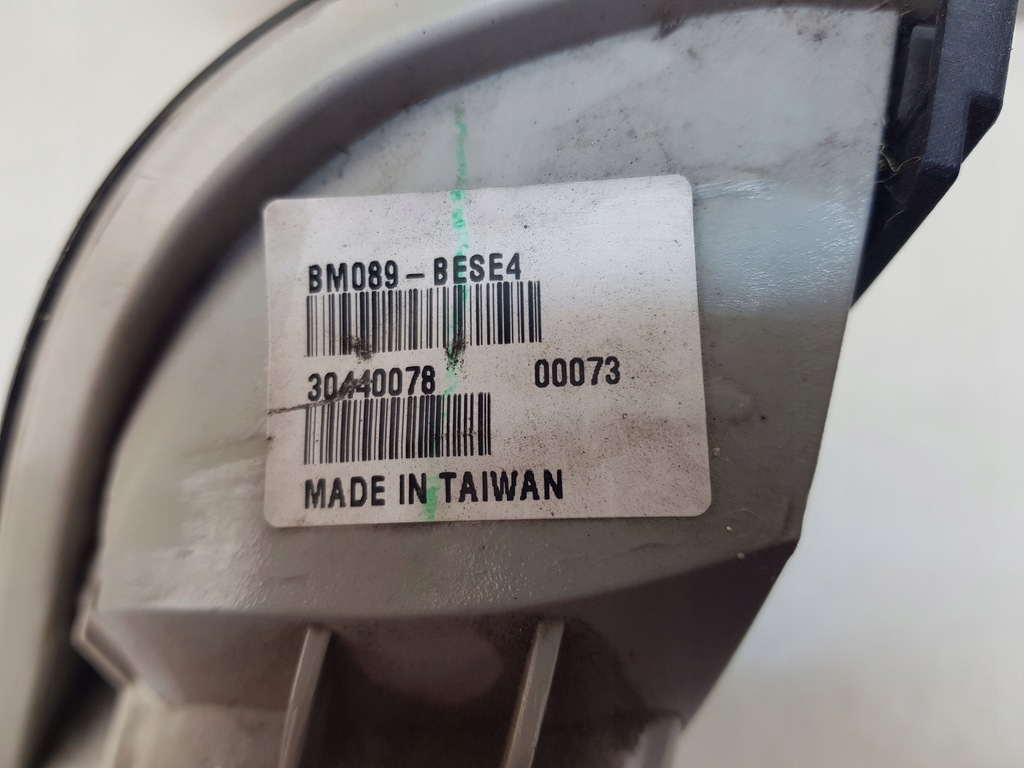 BM089-BESE4
30440078 00073
MADE IN TAIWAN